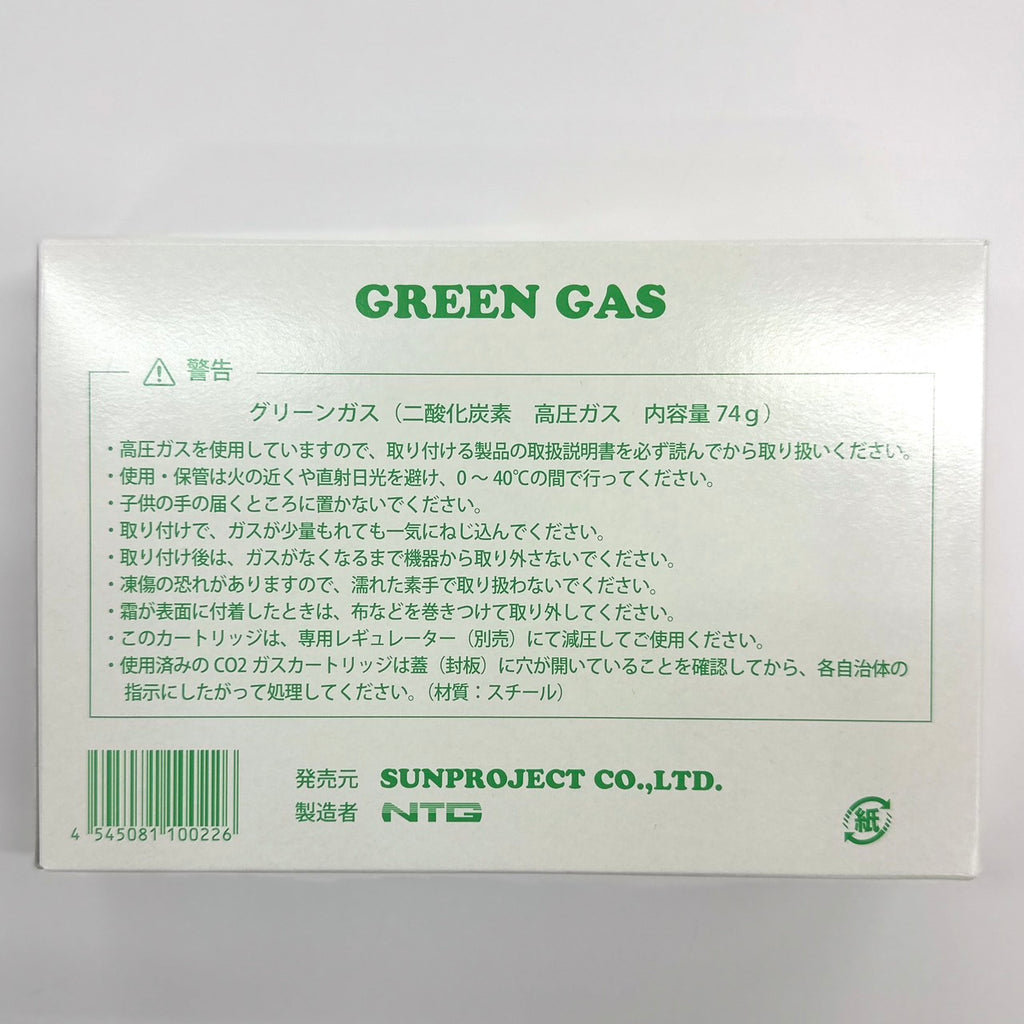 GREEN GAS
警告
グリーンガス（二酸化炭素　高圧ガス　内容量 74ｇ）
・高圧ガスを使用していますので、取り付ける製品の取扱説明書を必ず読んでから取り扱いください。
・使用・保管は火の近くや直射日光を避け、0 ～ 40℃の間で行ってください。
・子供の手の届くところに置かないでください。
・取り付けで、ガスが少量もれても一気にねじ込んでください。
・取り付け後は、ガスがなくなるまで機器から取り外さないでください。
・凍傷の恐れがありますので、濡れた素手で取り扱わないでください。
・霜が表面に付着したときは、布などを巻きつけて取り外してください。
・このカートリッジは、専用レギュレーター（別売）にて減圧してご使用ください。
・使用済みの CO2 ガスカートリッジは蓋（封板）に穴が開いていることを確認してから、各自治体の
指示にしたがって処理してください。（材質：スチール）
発売元 SUNPROJECT CO.,LTD.
製造者 NTG
4 545081 100226
紙